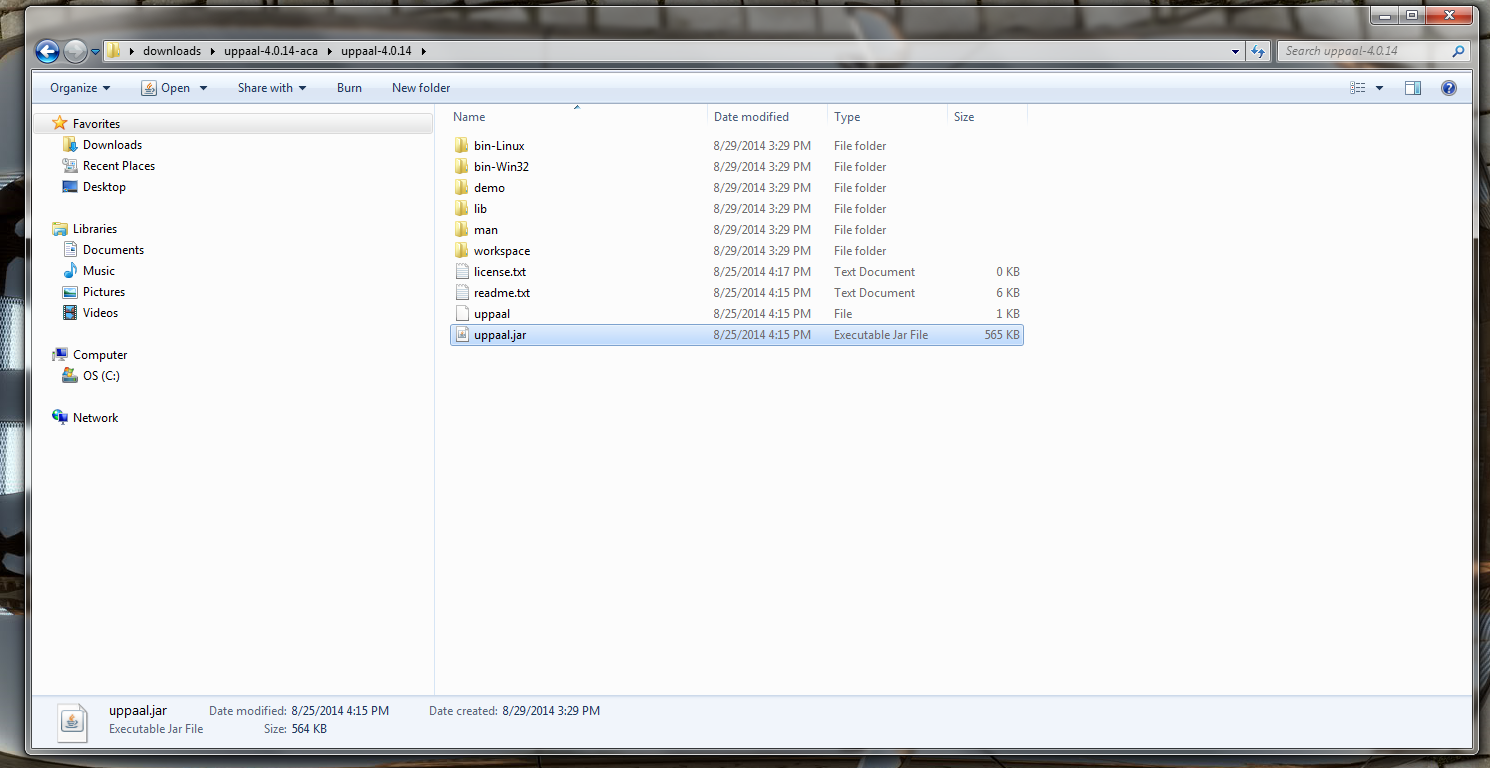 downloads uppaal-4.0.14-aca uppaal-4.0.14 Search uppaal-4.0.14
Organize Open Share with Burn New folder
Favorites
Downloads
Recent Places
Desktop
Libraries
Documents
Music
Pictures
Videos
Computer
OS (C:)
Network
Name Date modified Type Size
bin-Linux 8/29/2014 3:29 PM File folder
bin-Win32 8/29/2014 3:29 PM File folder
demo 8/29/2014 3:29 PM File folder
lib 8/29/2014 3:29 PM File folder
man 8/29/2014 3:29 PM File folder
workspace 8/29/2014 3:29 PM File folder
license.txt 8/25/2014 4:17 PM Text Document 0 KB
readme.txt 8/25/2014 4:15 PM Text Document 6 KB
uppaal 8/25/2014 4:15 PM File 1 KB
uppaal.jar 8/25/2014 4:15 PM Executable Jar File 565 KB
uppaal.jar Date modified: 8/25/2014 4:15 PM Date created: 8/29/2014 3:29 PM
Executable Jar File Size: 564 KB